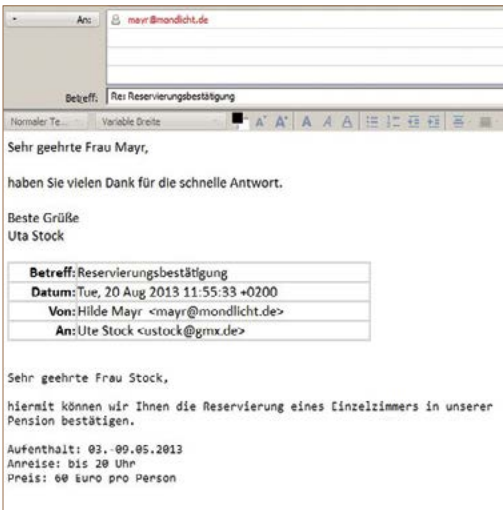 An: mayr@mondlicht.de
Betreff: Re: Reservierungsbestätigung
Normaler Te... Variable Breite
Sehr geehrte Frau Mayr,
haben Sie vielen Dank für die schnelle Antwort.
Beste Grüße
Uta Stock
Betreff: Reservierungsbestätigung
Datum: Tue, 20 Aug 2013 11:55:33 +0200
Von: Hilde Mayr <mayr@mondlicht.de>
An: Ute Stock <ustock@gmx.de>
Sehr geehrte Frau Stock,
hiermit können wir Ihnen die Reservierung eines Einzelzimmers in unserer
Pension bestätigen.
Aufenthalt: 03.-09.05.2013
Anreise: bis 20 Uhr
Preis: 60 Euro pro Person